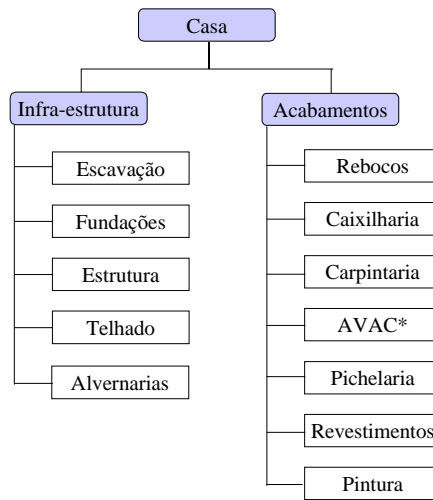 Casa
Infra-estrutura
Escavação
Fundações
Estrutura
Telhado
Alvernarias
Acabamentos
Rebocos
Caixilharia
Carpintaria
AVAC*
Pichelaria
Revestimentos
Pintura